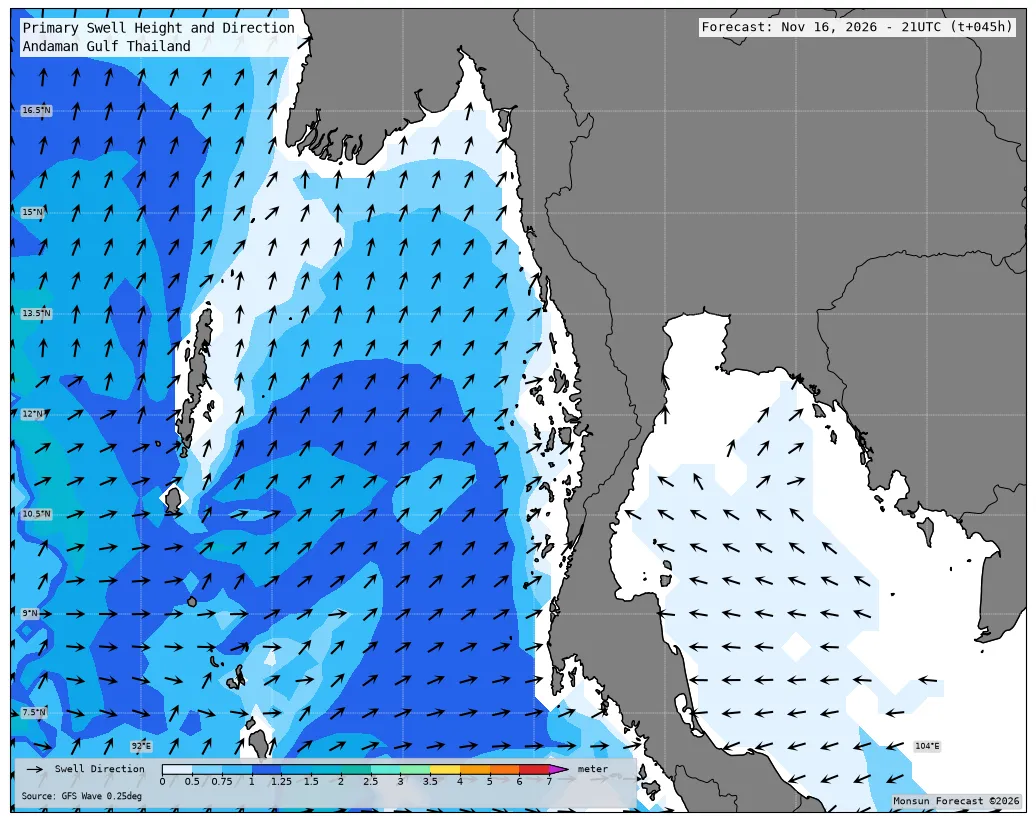 Primary Swell Height and Direction
Andaman Gulf Thailand
Forecast: Nov 16, 2026 - 21UTC (t+045h)
16.5°N
15°N
13.5°N
12°N
10.5°N
9°N
7.5°N
92°E
104°E
Swell Direction
0 0.5 0.75 1 1.25 1.5 2 2.5 3 3.5 4 5 6 7
meter
Source: GFS Wave 0.25deg
Monsun Forecast ©2026